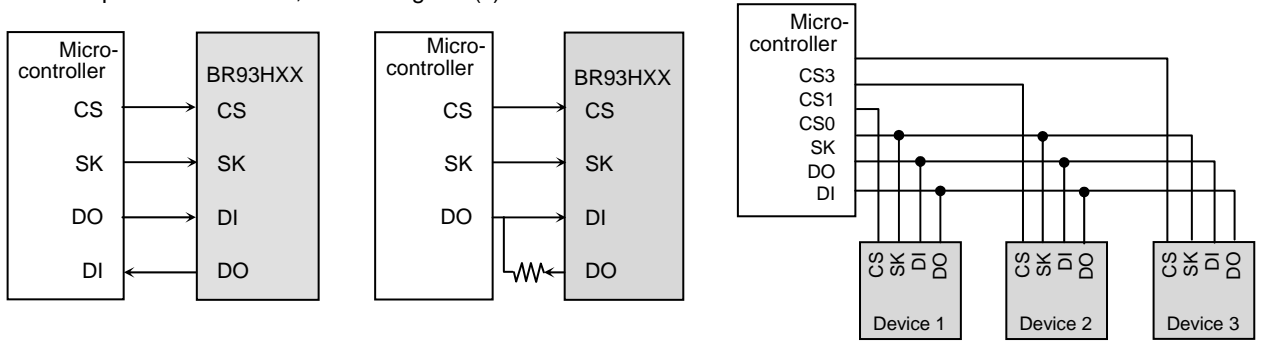 Micro-
controller
CS
SK
DO
DI
BR93HXX
CS
SK
DI
DO
Micro-
controller
CS
SK
DO
BR93HXX
CS
SK
DI
DO
Micro-
controller
CS3
CS1
CS0
SK
DO
DI
CS
SK
DI
DO
Device 1
CS
SK
DI
DO
Device 2
CS
SK
DI
DO
Device 3